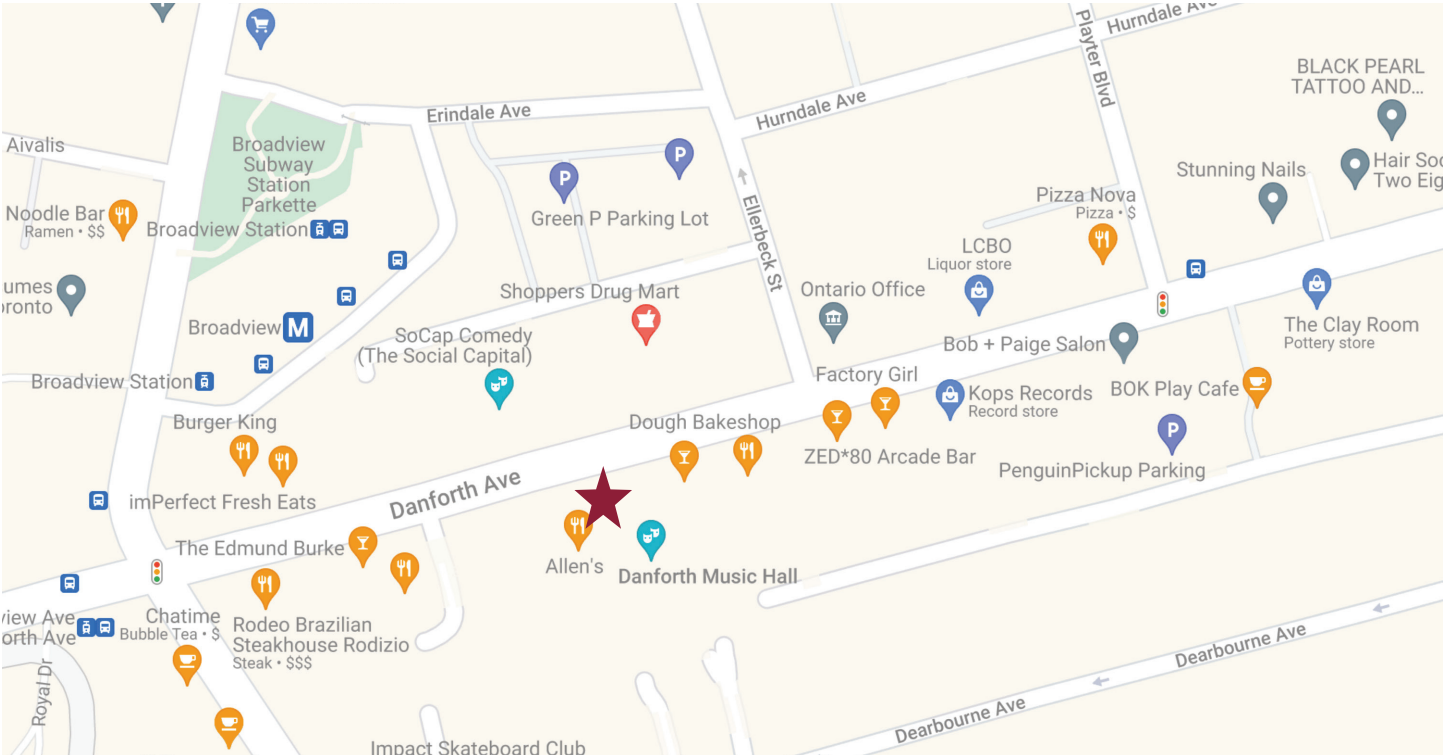 Hurndale Ave
Playter Blvd
BLACK PEARL
TATTOO AND...
Erindale Ave
Hurndale Ave
Aivalis
Broadview
Subway
Station
Parkette
P
P
Hair Soc
Two Eig
Stunning Nails
Pizza Nova
Pizza • $
Noodle Bar
Ramen • $$
Broadview Station
Green P Parking Lot
Ellerbeck St
LCBO
Liquor store
umes
oronto
Shoppers Drug Mart
Ontario Office
Broadview
M
SoCap Comedy
(The Social Capital)
The Clay Room
Pottery store
Bob + Paige Salon
Broadview Station
Factory Girl
BOK Play Cafe
Kops Records
Record store
Burger King
Dough Bakeshop
P
ZED*80 Arcade Bar
PenguinPickup Parking
imPerfect Fresh Eats
Danforth Ave
The Edmund Burke
Allen's
Danforth Music Hall
view Ave
orth Ave
Chatime
Bubble Tea • $
Rodeo Brazilian
Steakhouse Rodizio
Steak • $$$
Dearbourne Ave
Royal Dr
Dearbourne Ave
Impact Skateboard Club